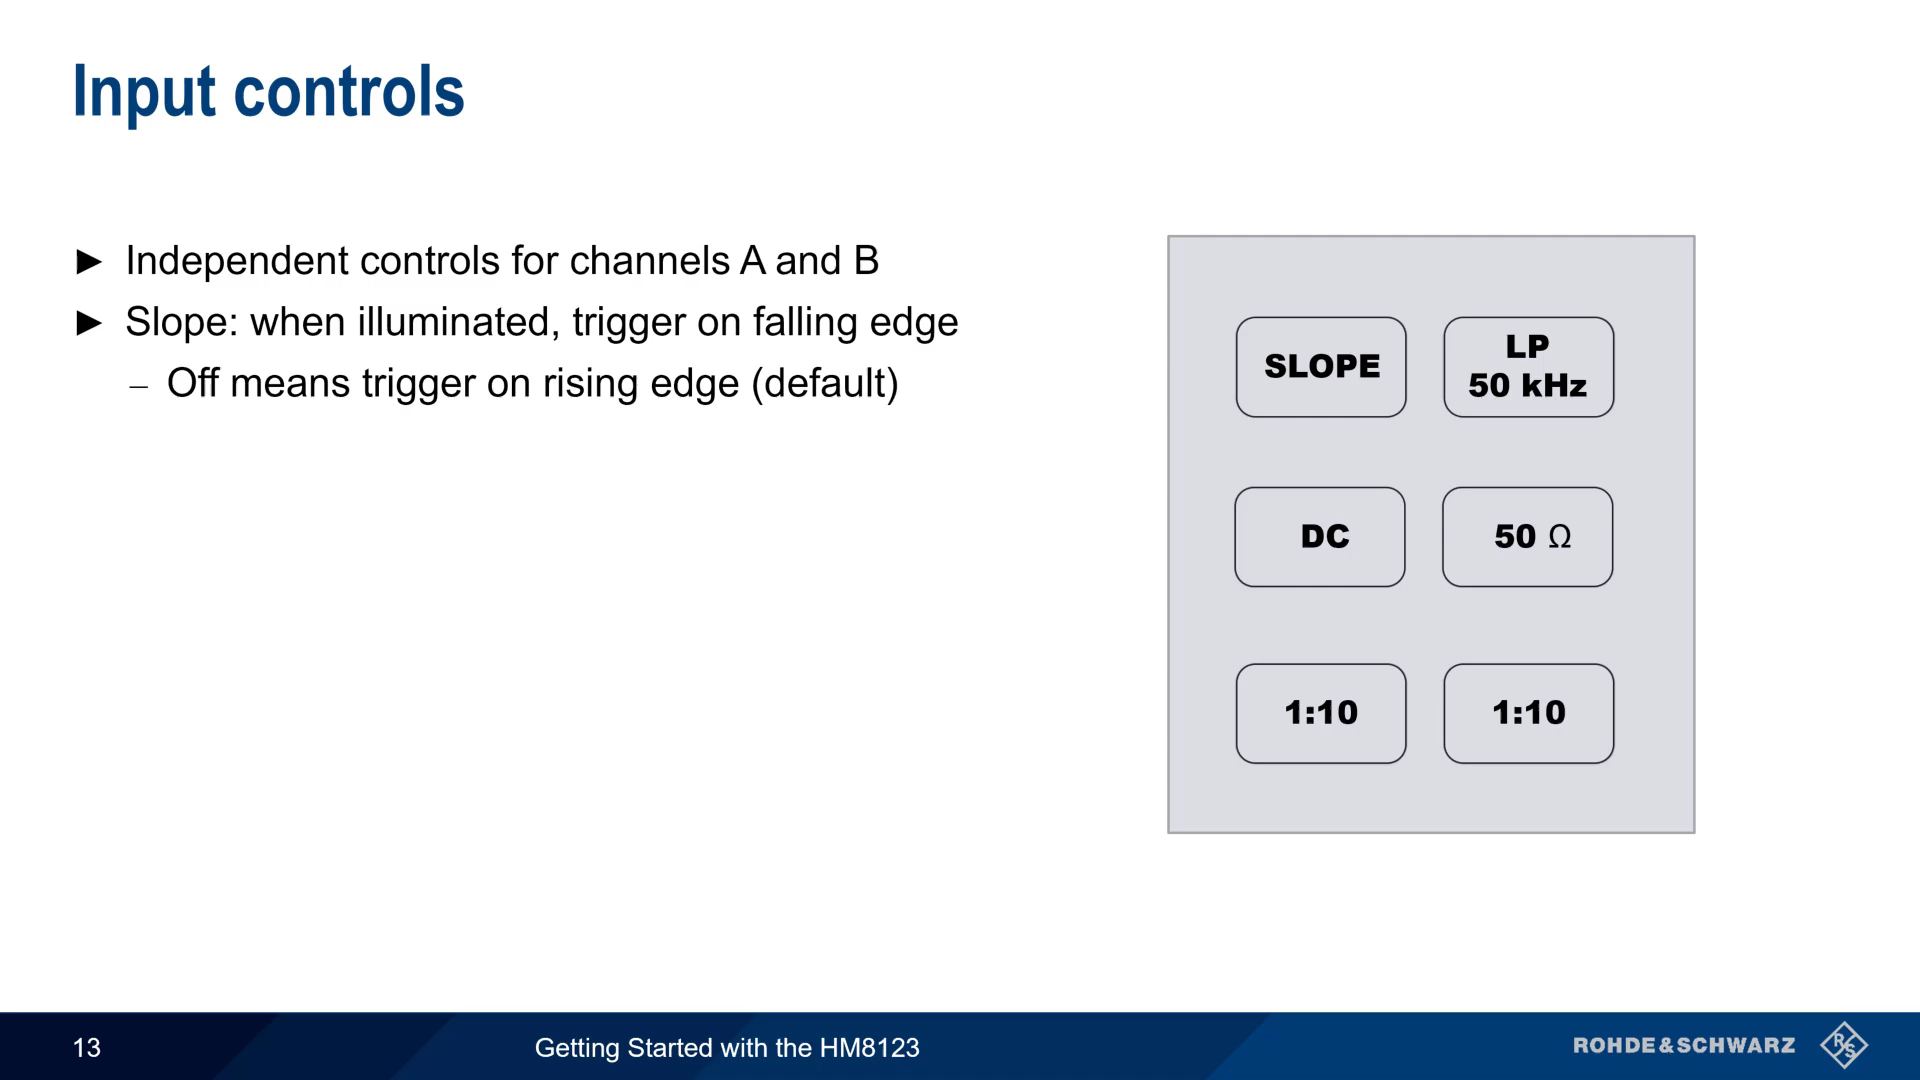 Input controls
► Independent controls for channels A and B
► Slope: when illuminated, trigger on falling edge
– Off means trigger on rising edge (default)
SLOPE
LP
50 kHz
DC
50 Ω
1:10
1:10
13
Getting Started with the HM8123
ROHDE&SCHWARZ
R&S